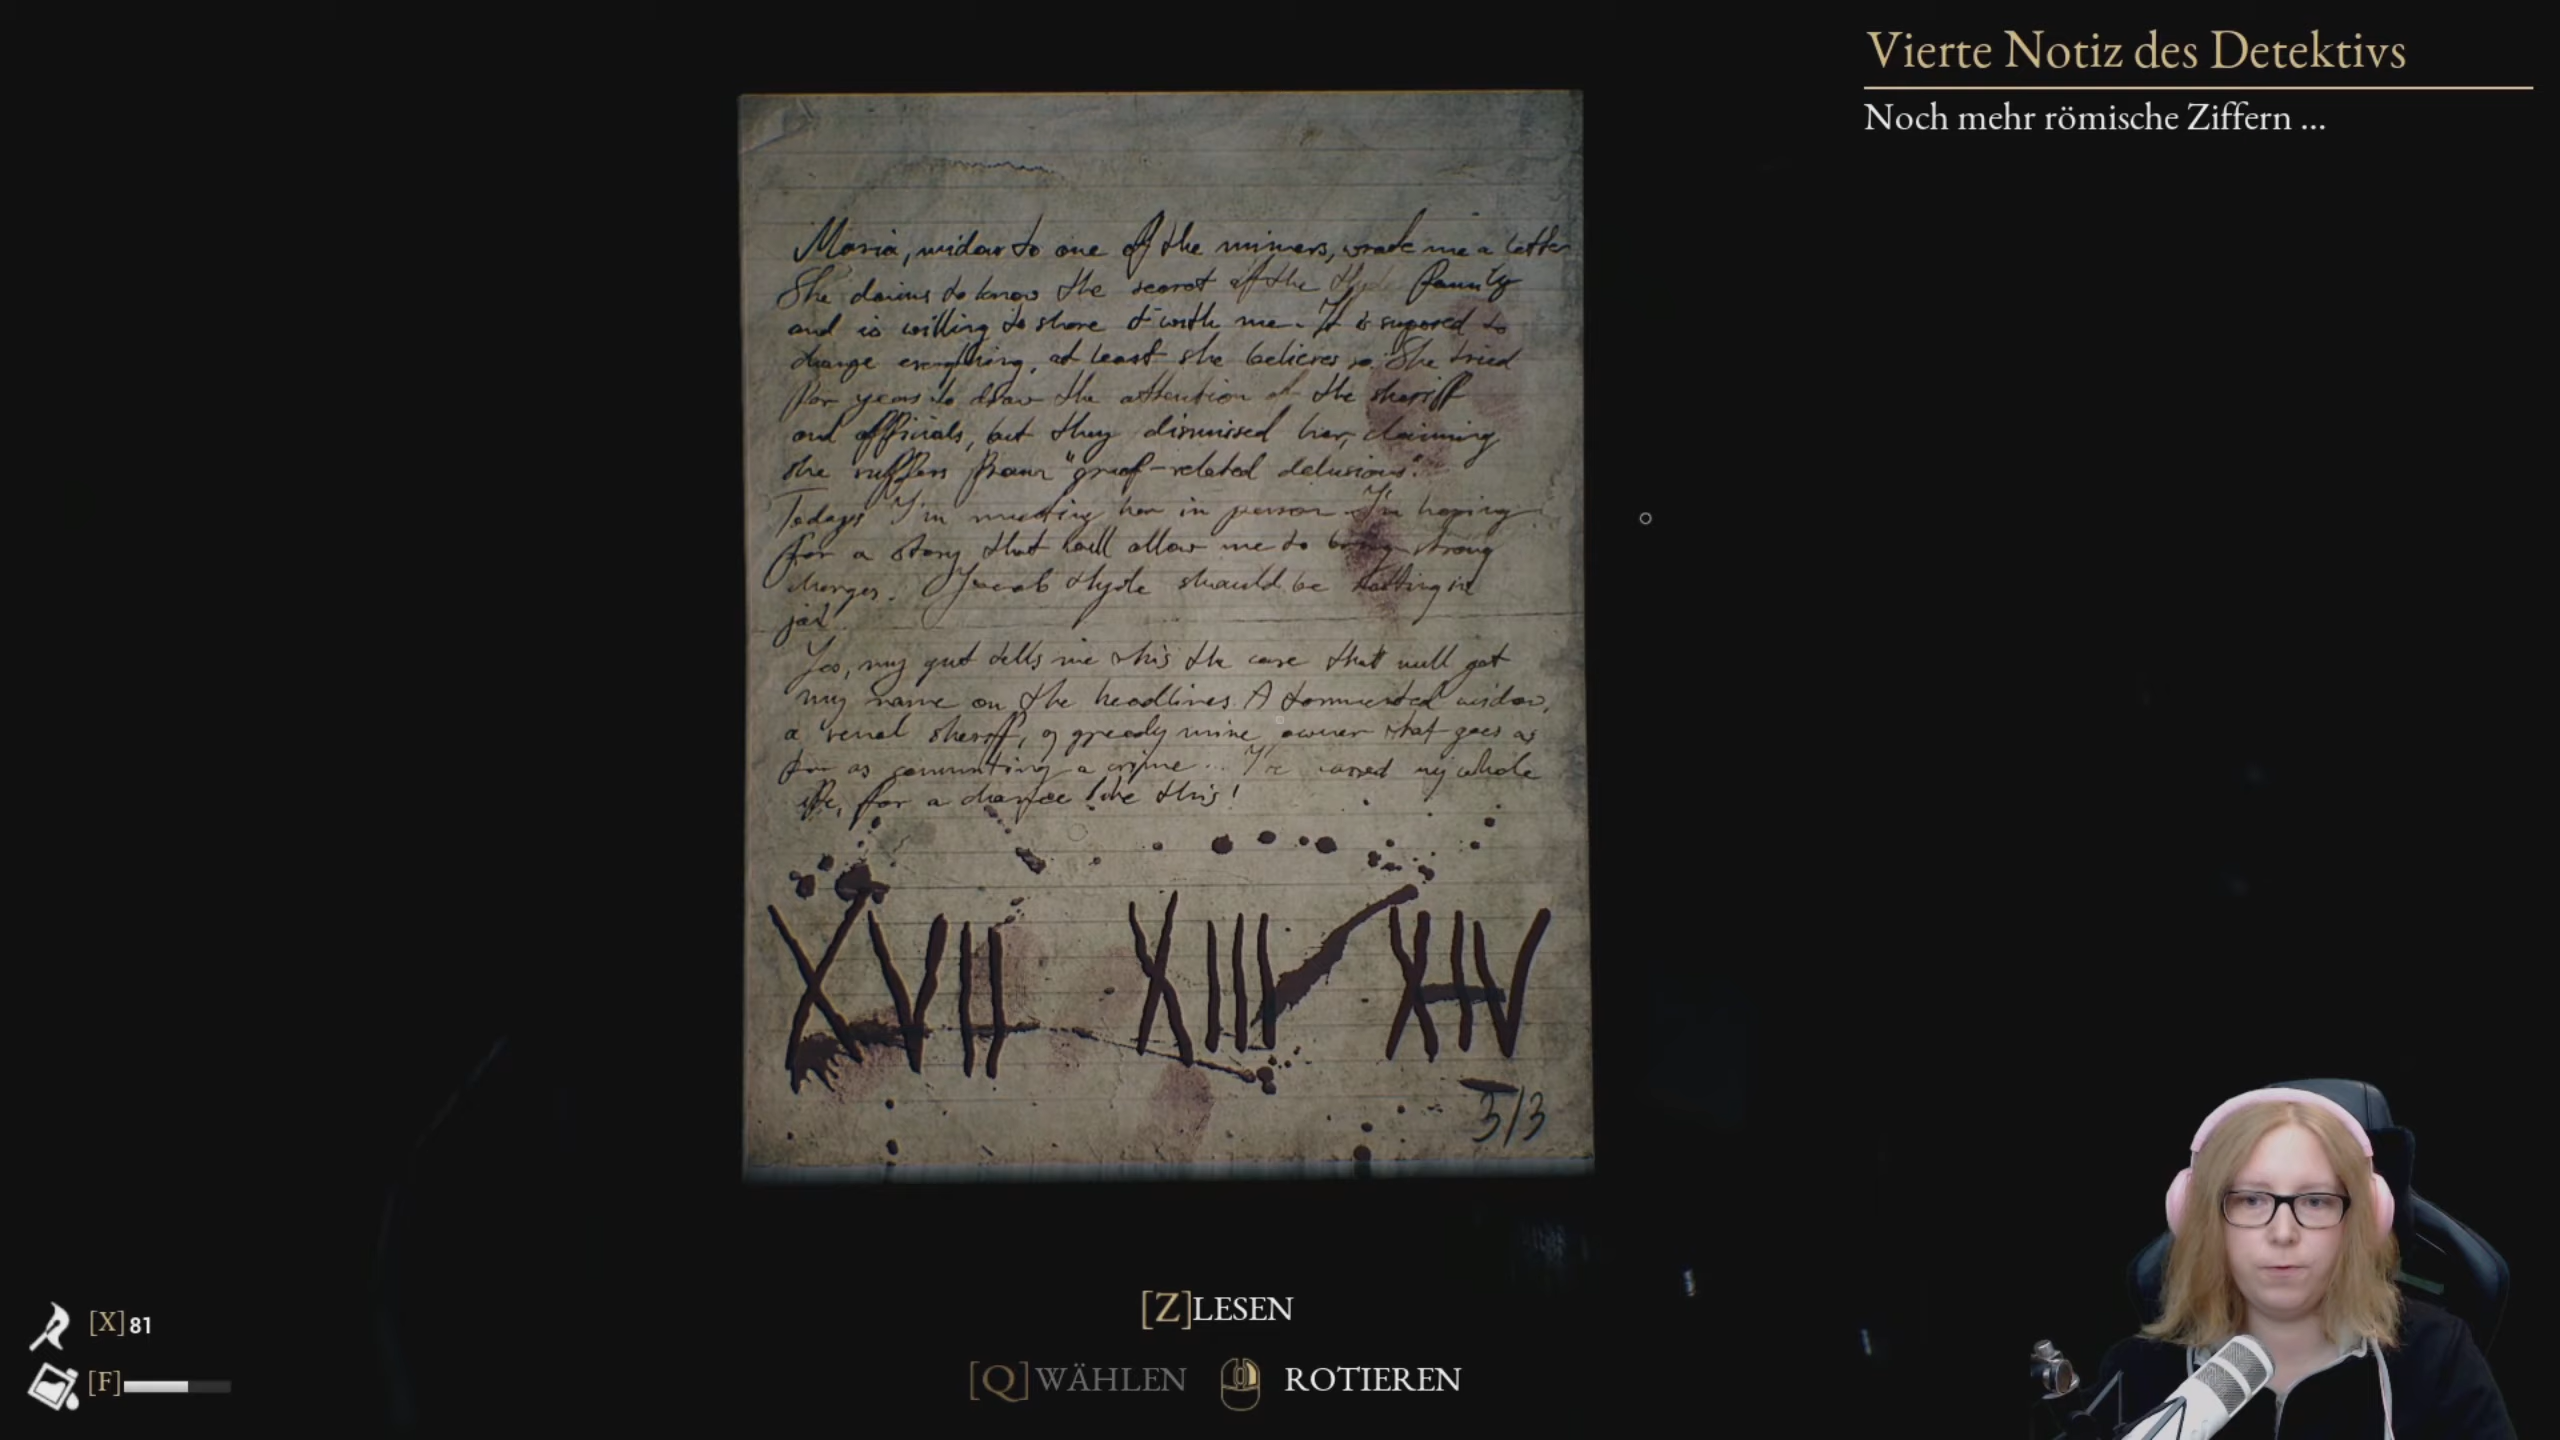 Vierte Notiz des Detektivs
Noch mehr römische Ziffern ...
Maria, widow to one of the miners, wrote me a letter
She claims to know the secret of the Hyde family
and is willing to share it with me. It is suposed to
change everything, at least she believes so. She tried
for years to draw the attention of the sheriff
and officials, but they dismissed her, claiming
she suffers from "grief-related delusions".
Today I'm meeting her in person. I'm hoping
for a story that will allow me to bring strong
charges. Jacob Hyde should be rotting in
jail.
Yes, my gut tells me this the case that will get
my name on the headlines. A tormented widow,
a venal sheriff, a greedy mine owner that goes as
far as committing a crime... I've waited my whole
life, for a chance like this!
XVII XIII XIV
3/3
[Z] LESEN
[X] 81
[F]
[Q] WÄHLEN ROTIEREN